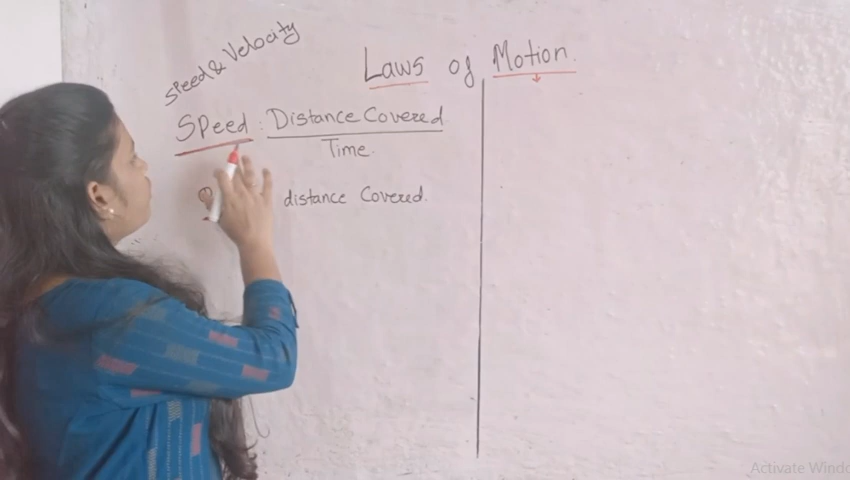 Speed & Velocity
Laws of Motion.
Speed : Distance Covered
Time.
distance Covered.
Activate Windo